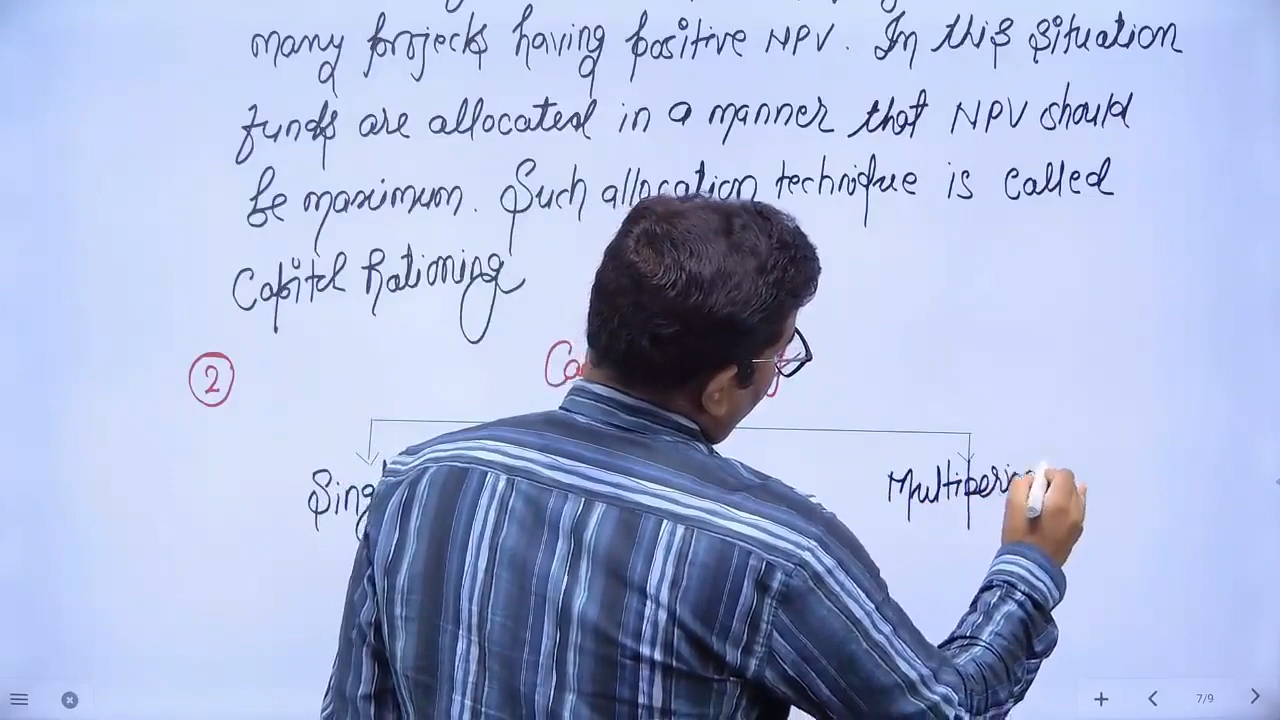 many projects having positive NPV. In this situation
funds are allocated in a manner that NPV should
be maximum. Such allocation technique is called
Capital Rationing
2
Multiperio
7/9